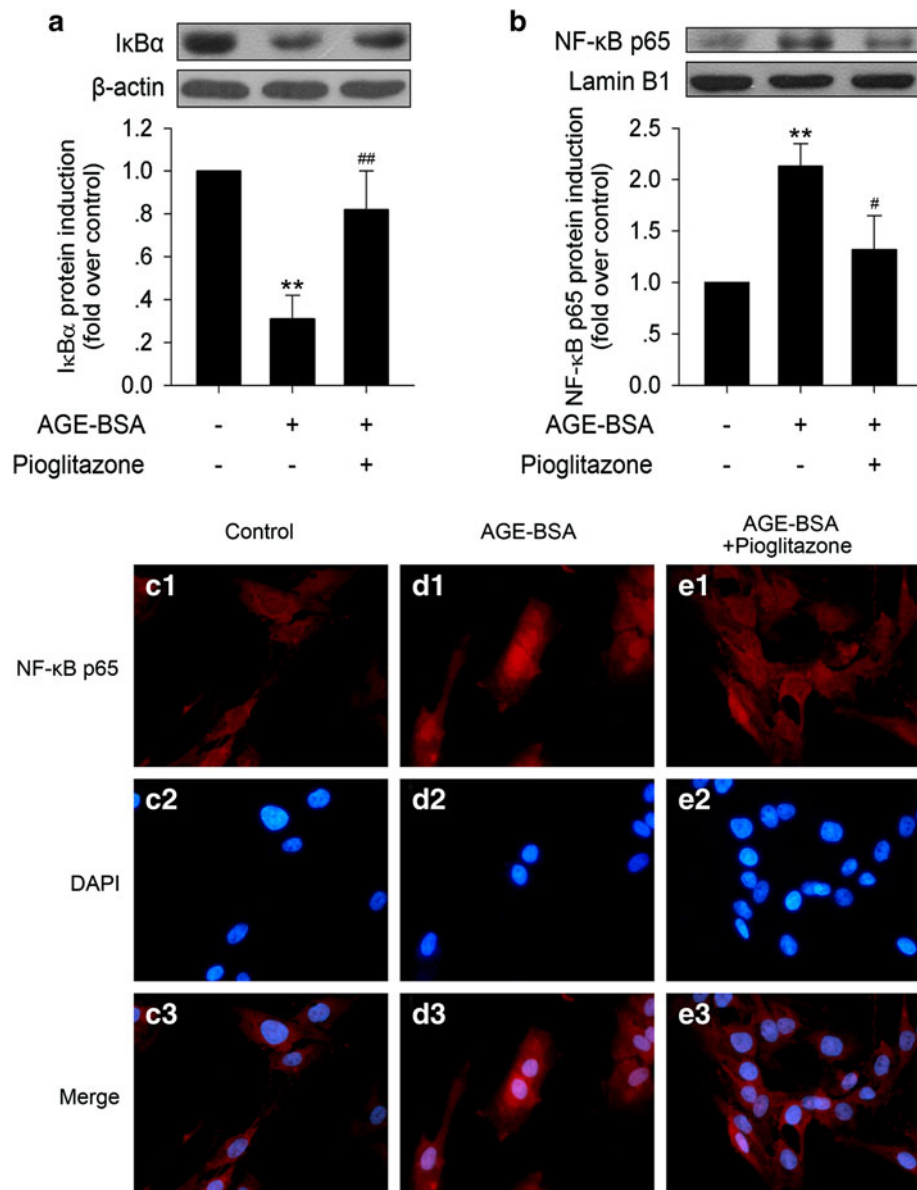 a
IκBα
β-actin
IκBα protein induction
(fold over control)
1.2
1.0
.8
.6
.4
.2
0.0
**
##
AGE-BSA - + +
Pioglitazone - - +
b
NF-κB p65
Lamin B1
NF-κB p65 protein induction
(fold over control)
2.5
2.0
1.5
1.0
.5
0.0
**
#
AGE-BSA - + +
Pioglitazone - - +
Control
AGE-BSA
AGE-BSA
+Pioglitazone
NF-κB p65
c1
d1
e1
DAPI
c2
d2
e2
Merge
c3
d3
e3